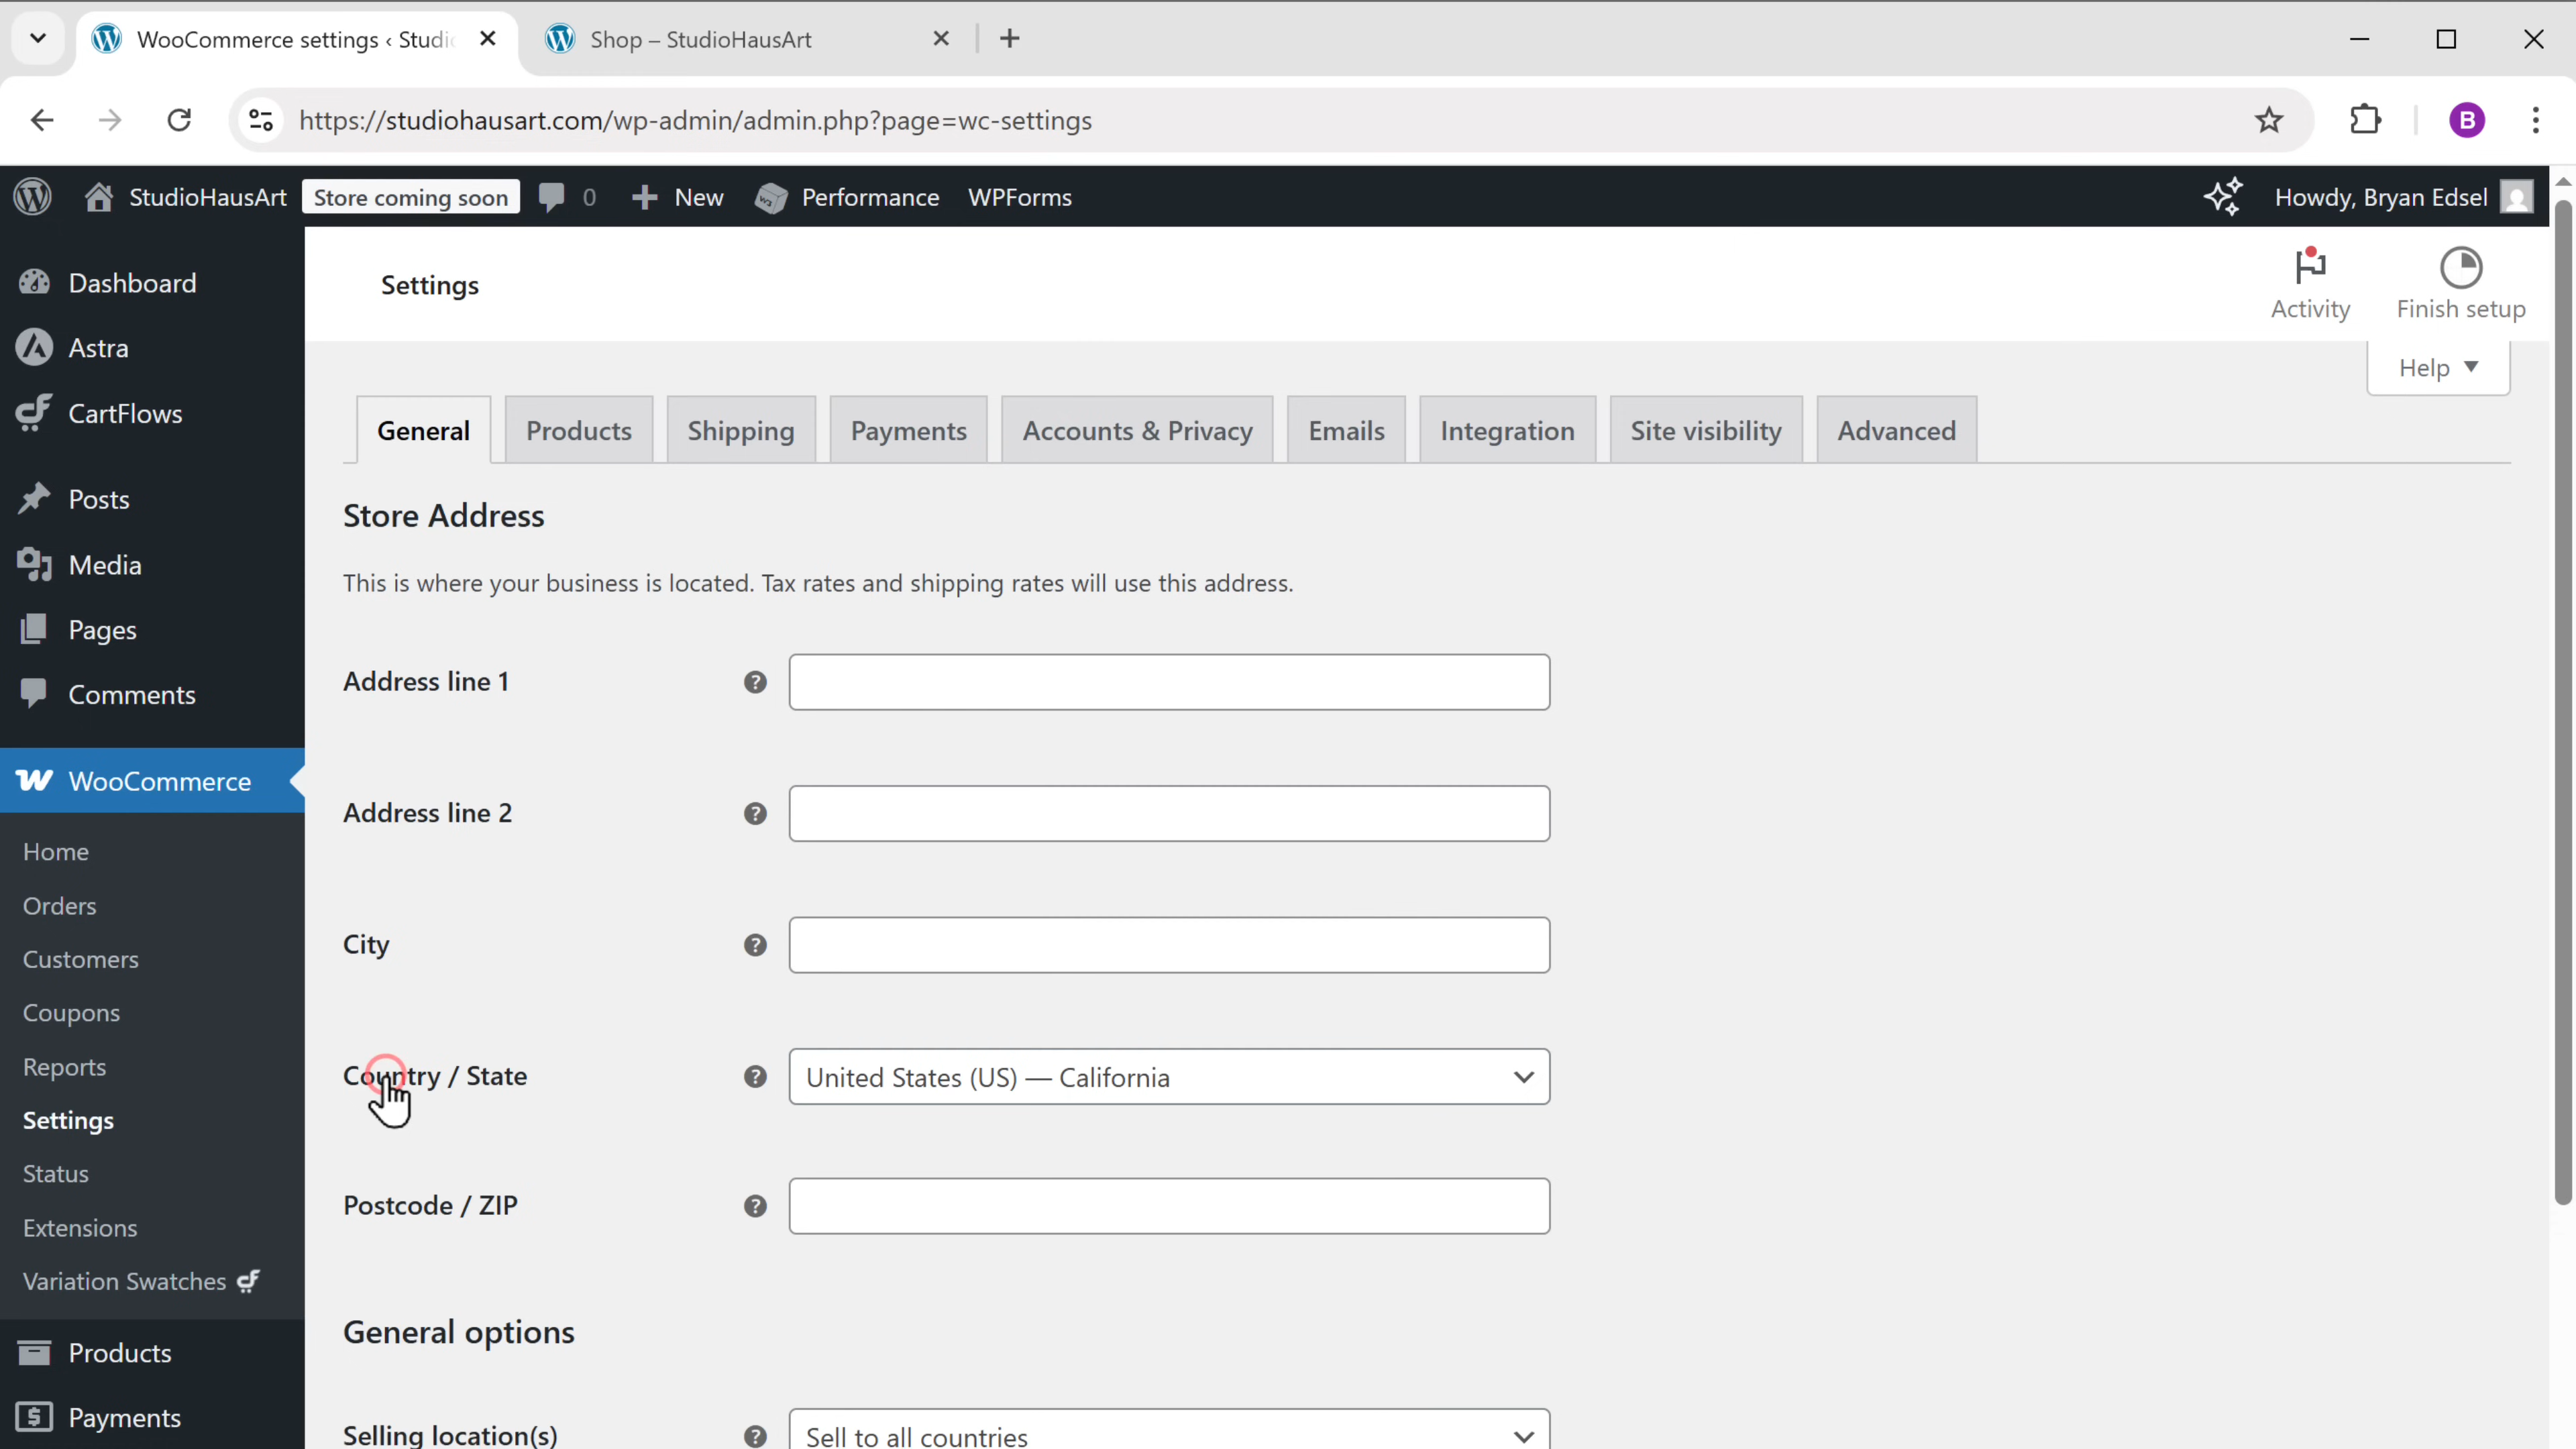 WooCommerce settings ‹ Studi
Shop – StudioHausArt
https://studiohausart.com/wp-admin/admin.php?page=wc-settings
B
StudioHausArt
Store coming soon
0
New
Performance
WPForms
Howdy, Bryan Edsel
Dashboard
Astra
CartFlows
Posts
Media
Pages
Comments
WooCommerce
Home
Orders
Customers
Coupons
Reports
Settings
Status
Extensions
Variation Swatches
Products
Payments
Settings
Activity
Finish setup
Help
General
Products
Shipping
Payments
Accounts & Privacy
Emails
Integration
Site visibility
Advanced
Store Address
This is where your business is located. Tax rates and shipping rates will use this address.
Address line 1
Address line 2
City
Country / State
United States (US) — California
Postcode / ZIP
General options
Selling location(s)
Sell to all countries